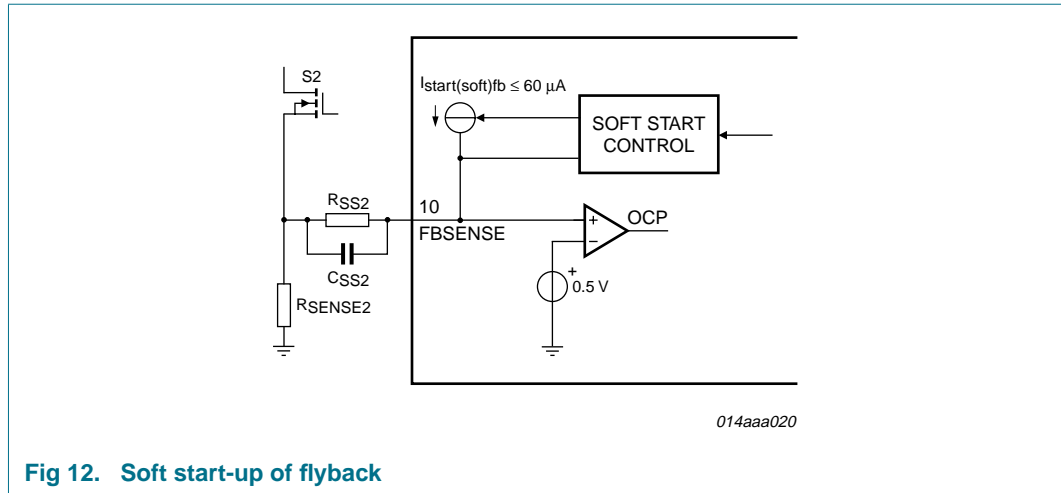 S2
Istart(soft)fb ≤ 60 μA
SOFT START
CONTROL
RSS2
10
FBSENSE
OCP
+
−
CSS2
+
0.5 V
RSENSE2
014aaa020
Fig 12. Soft start-up of flyback